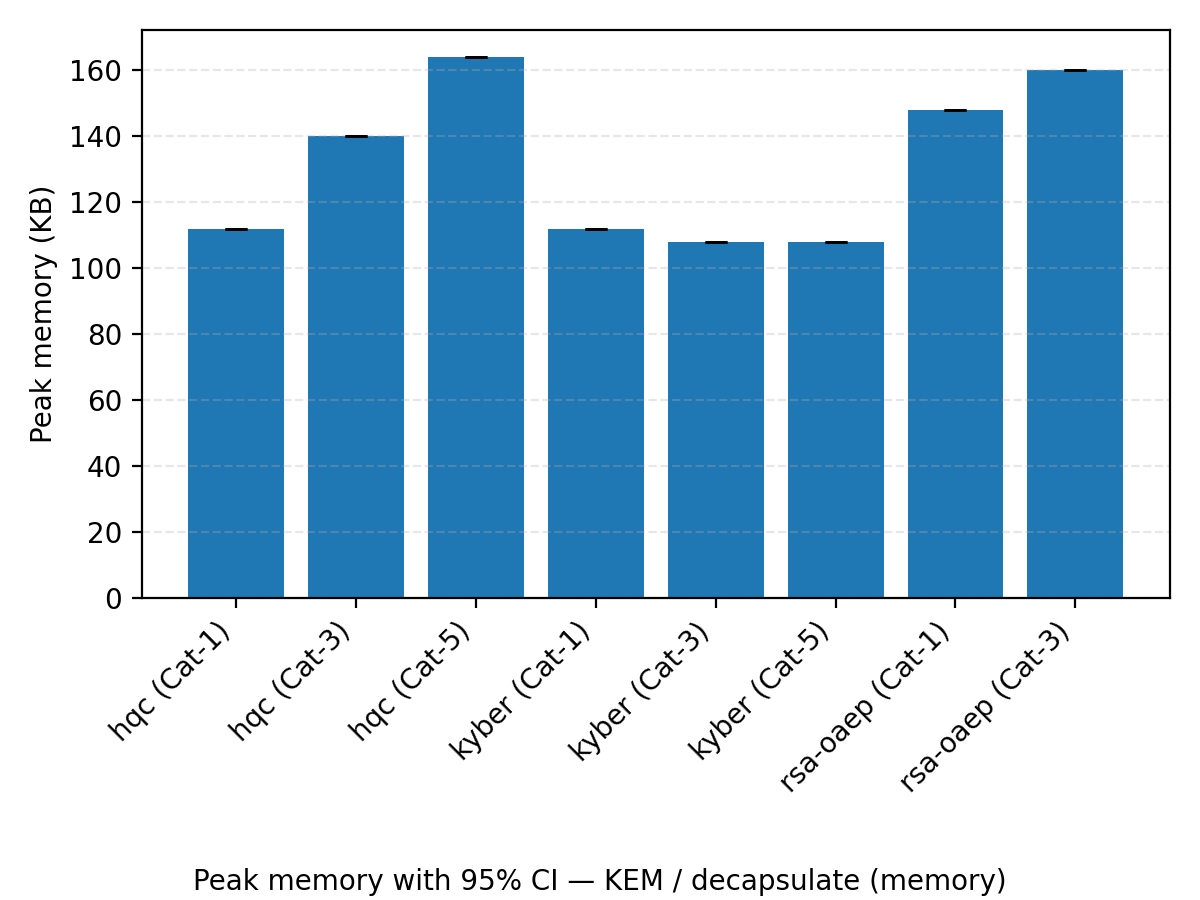 160
140
120
100
80
60
40
20
0
Peak memory (KB)
hqc (Cat-1)
hqc (Cat-3)
hqc (Cat-5)
kyber (Cat-1)
kyber (Cat-3)
kyber (Cat-5)
rsa-oaep (Cat-1)
rsa-oaep (Cat-3)
Peak memory with 95% CI — KEM / decapsulate (memory)